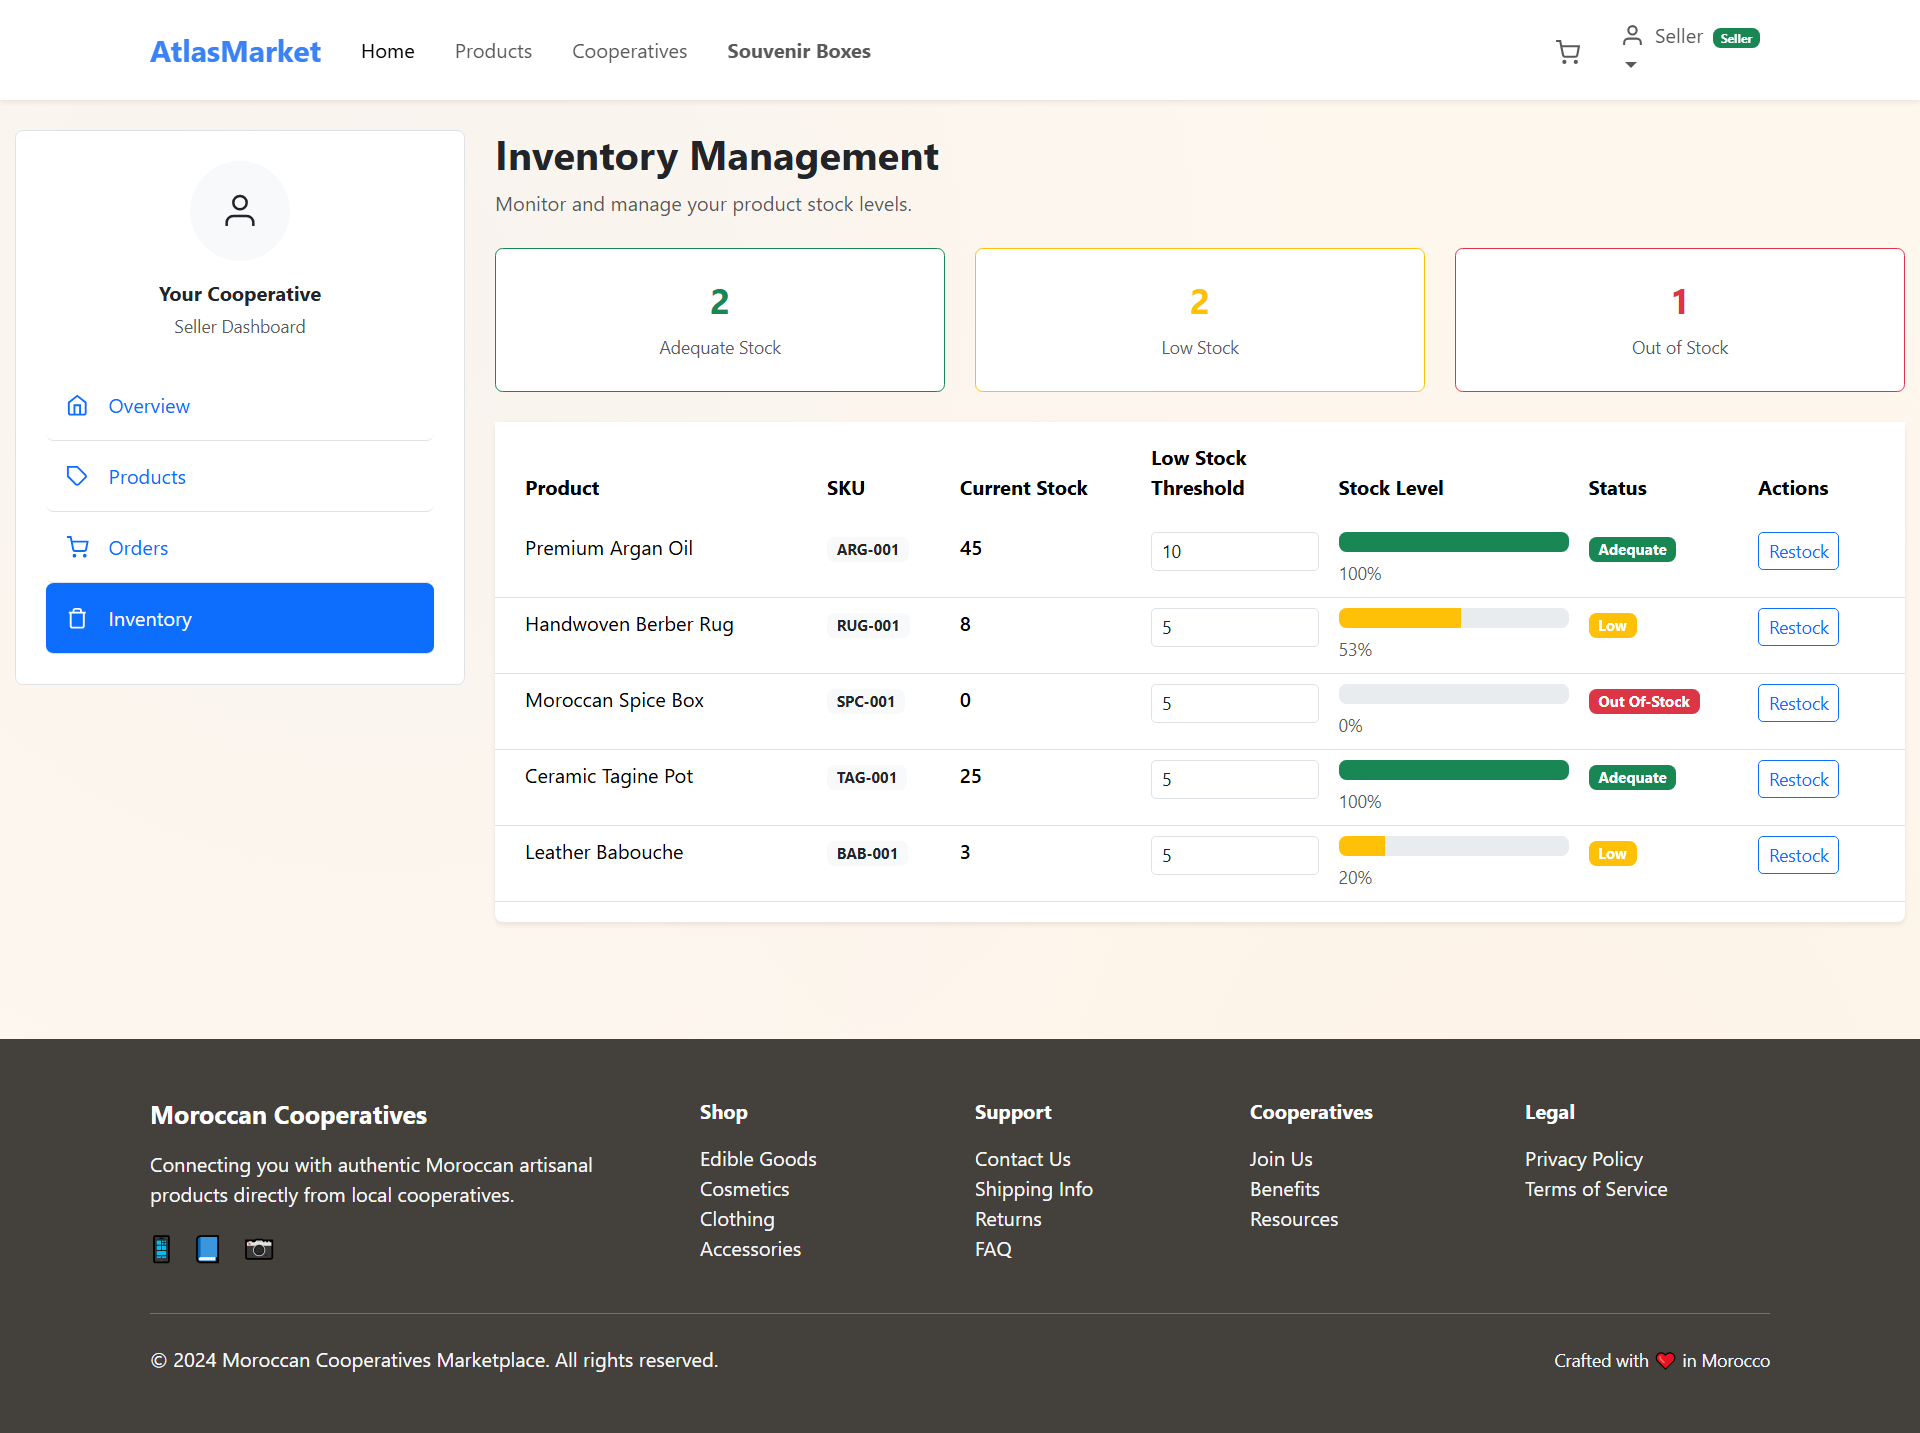 AtlasMarket Home Products Cooperatives Souvenir Boxes Seller Seller
Your Cooperative
Seller Dashboard
Overview
Products
Orders
Inventory
Inventory Management
Monitor and manage your product stock levels.
2
Adequate Stock
2
Low Stock
1
Out of Stock
Product SKU Current Stock Low Stock Threshold Stock Level Status Actions
Premium Argan Oil ARG-001 45 10 100% Adequate Restock
Handwoven Berber Rug RUG-001 8 5 53% Low Restock
Moroccan Spice Box SPC-001 0 5 0% Out Of-Stock Restock
Ceramic Tagine Pot TAG-001 25 5 100% Adequate Restock
Leather Babouche BAB-001 3 5 20% Low Restock
Moroccan Cooperatives
Connecting you with authentic Moroccan artisanal
products directly from local cooperatives.
Shop
Edible Goods
Cosmetics
Clothing
Accessories
Support
Contact Us
Shipping Info
Returns
FAQ
Cooperatives
Join Us
Benefits
Resources
Legal
Privacy Policy
Terms of Service
© 2024 Moroccan Cooperatives Marketplace. All rights reserved.
Crafted with ❤️ in Morocco